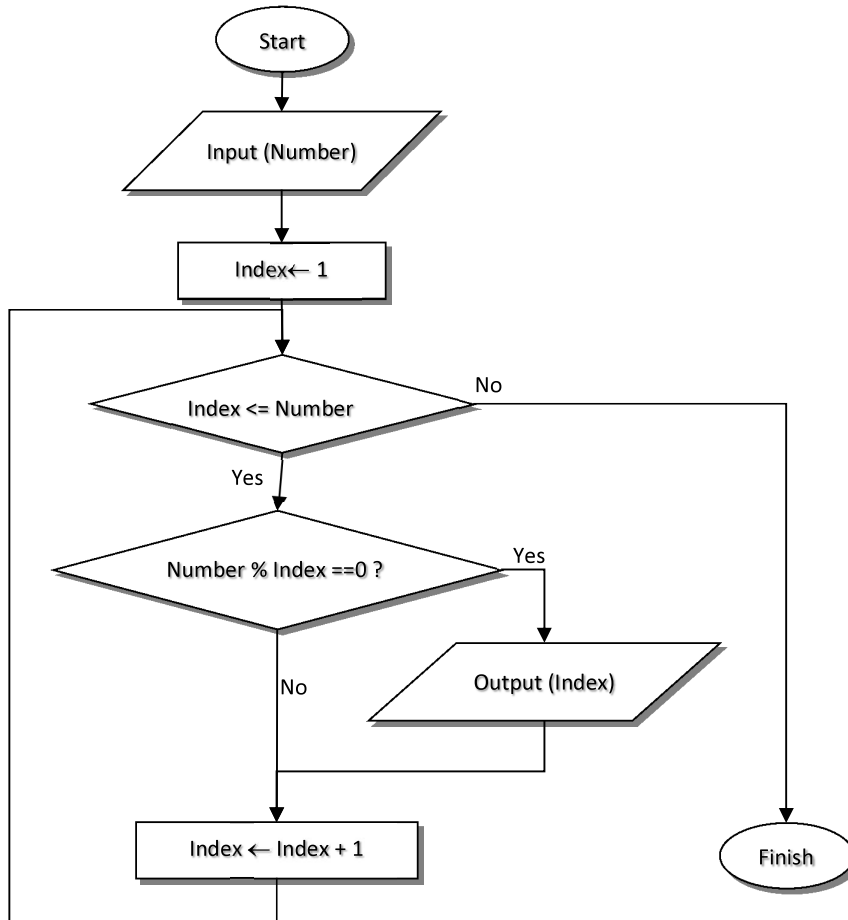 Start
Input (Number)
Index← 1
Index <= Number
No
Yes
Number % Index ==0 ?
Yes
No
Output (Index)
Index ← Index + 1
Finish